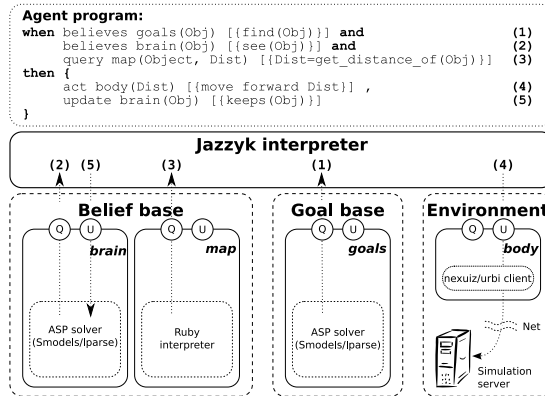 Agent program:
when believes goals(Obj) [{find(Obj)}] and (1)
believes brain(Obj) [{see(Obj)}] and (2)
query map(Object, Dist) [{Dist=get_distance_of(Obj)}] (3)
then {
act body(Dist) [{move forward Dist}] , (4)
update brain(Obj) [{keeps(Obj)}] (5)
}
Jazzyk interpreter
(2) (5) (3) (1) (4)
Belief base Goal base Environment
Q U Q U Q U Q U
brain map goals body
nexuiz/urbi client
ASP solver
(Smodels/lparse)
Ruby
interpreter
ASP solver
(Smodels/lparse)
Net
Simulation
server